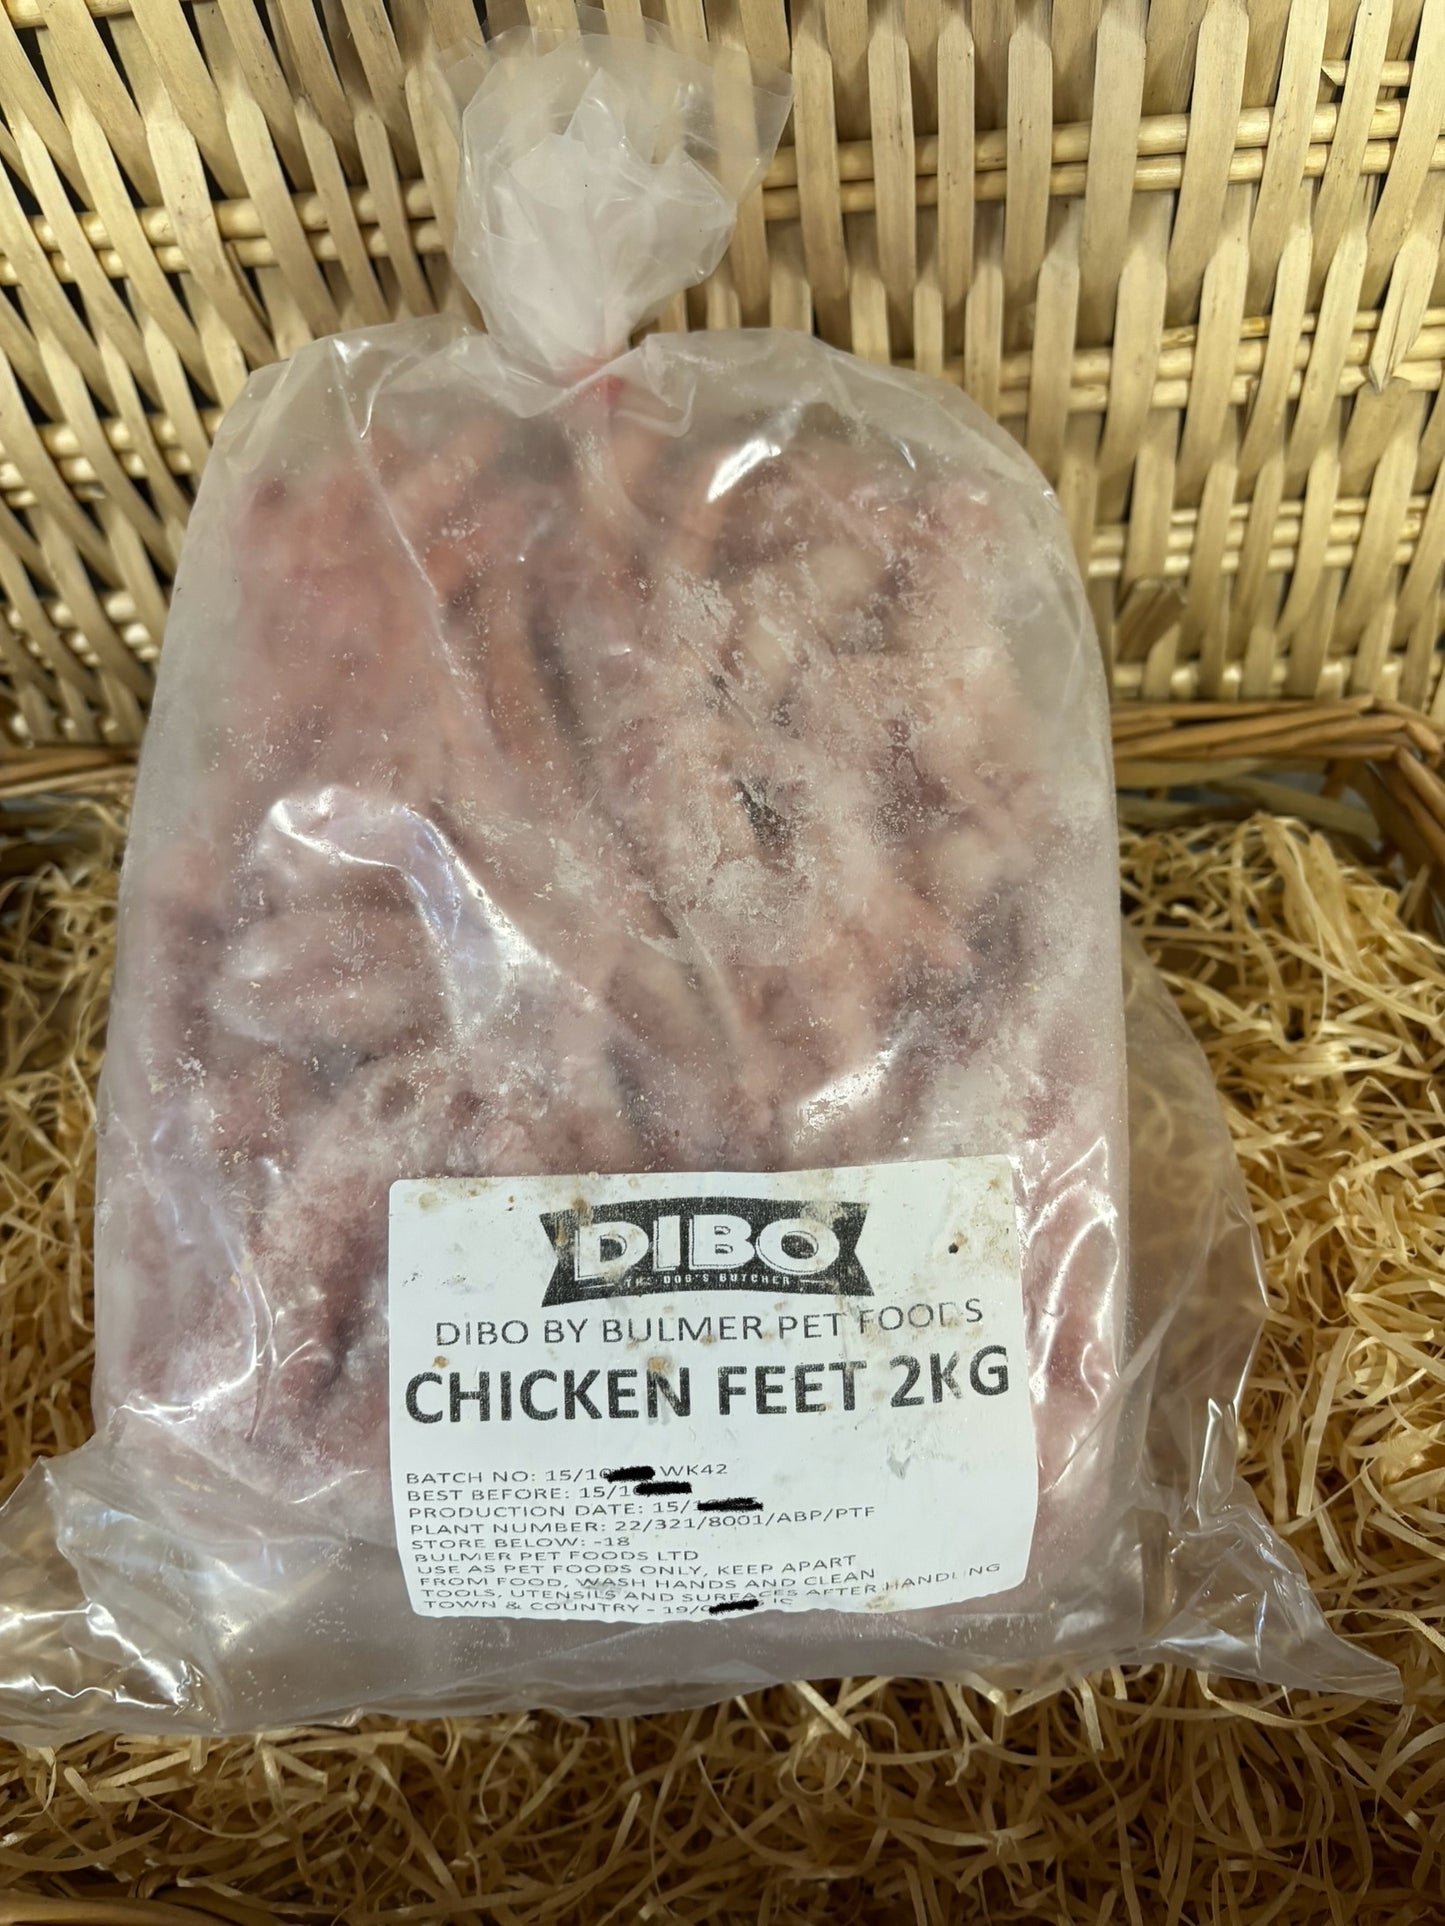 DIBO
THE DOG'S BUTCHER
DIBO BY BULMER PET FOODS
CHICKEN FEET 2KG
BATCH NO: 15/10 WK42
BEST BEFORE: 15/1
PRODUCTION DATE: 15/1
PLANT NUMBER: 22/321/8001/ABP/PTF
STORE BELOW: -18
BULMER PET FOODS LTD
USE AS PET FOODS ONLY, KEEP APART
FROM FOOD, WASH HANDS AND CLEAN
TOOLS, UTENSILS AND SURFACES AFTER HANDLING
TOWN & COUNTRY - 19/